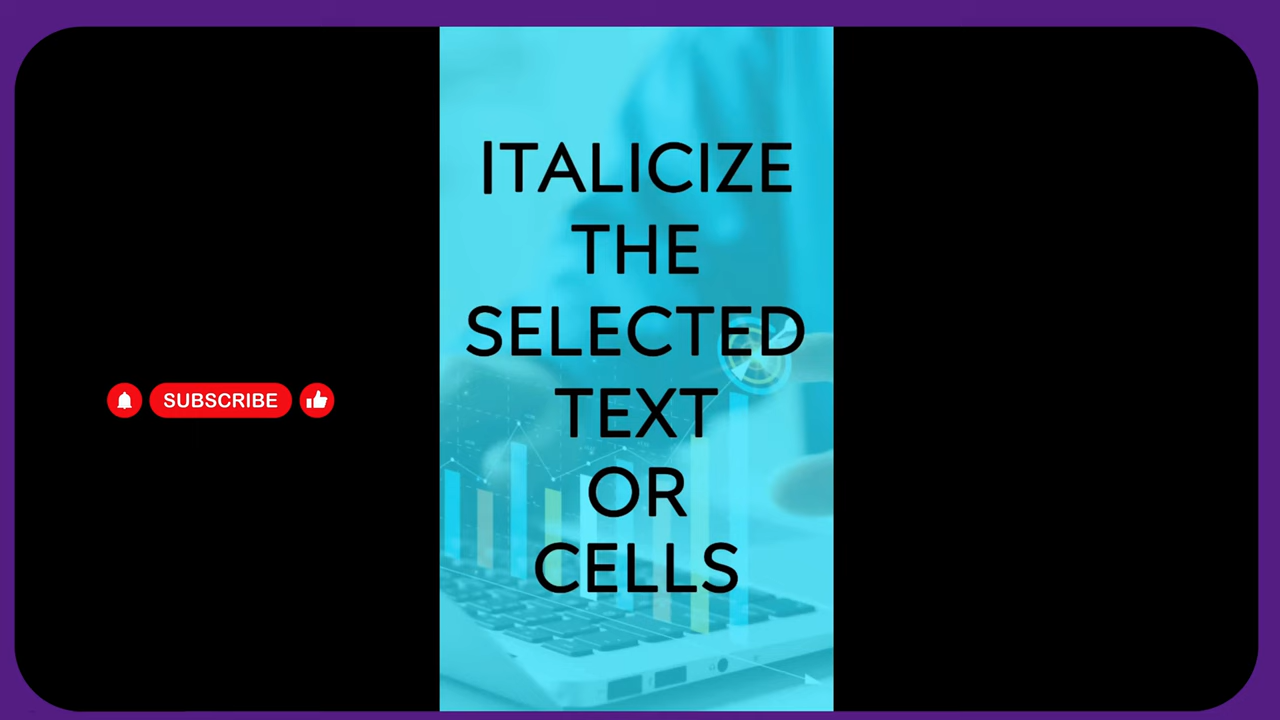 ITALICIZE
THE
SELECTED
TEXT
OR
CELLS
SUBSCRIBE